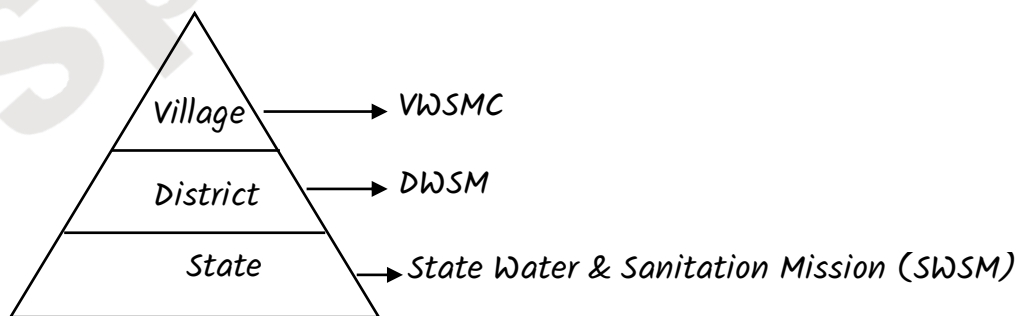 Village VWSMC
District DWSM
State State Water & Sanitation Mission (SWSM)